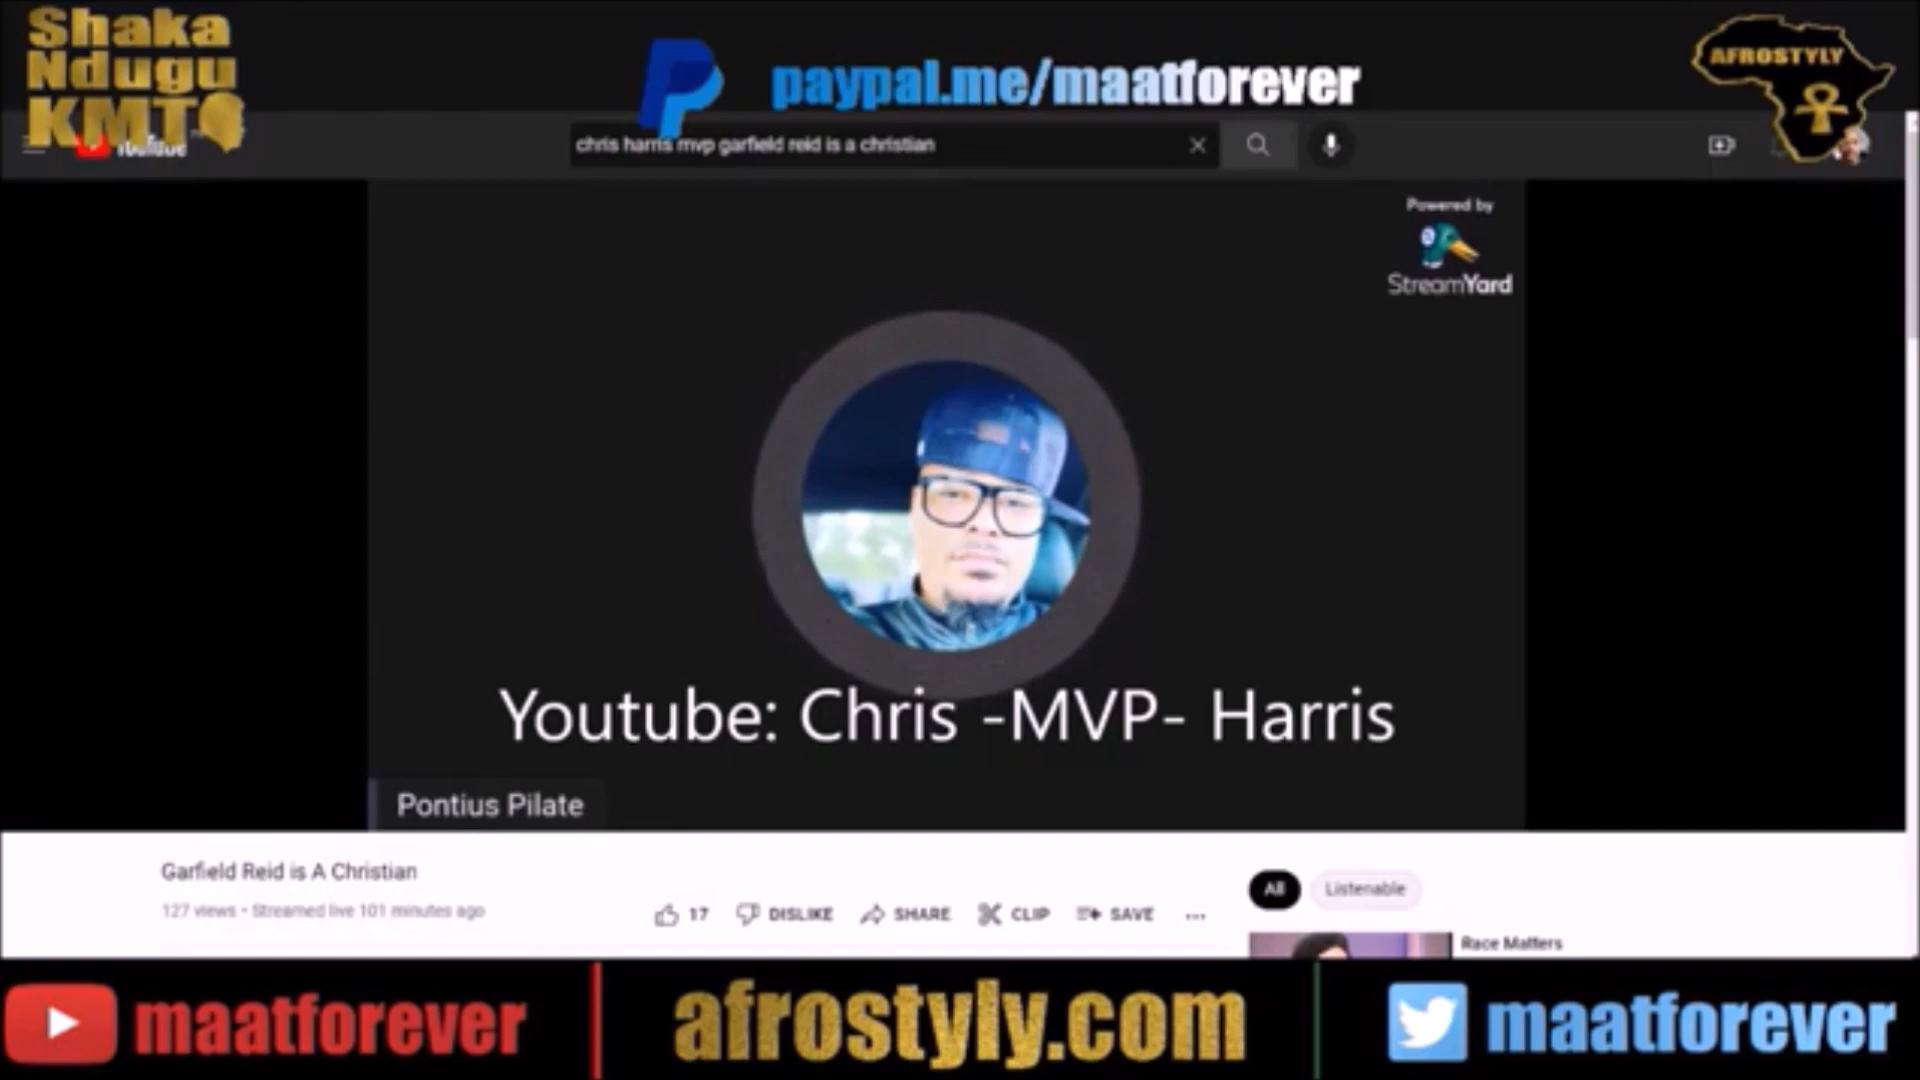 Shaka
Ndugu
KMT
paypal.me/maatforever
AFROSTYLY
YouTube
chris harris mvp garfield reid is a christian
Powered by
StreamYard
Youtube: Chris -MVP- Harris
Pontius Pilate
Garfield Reid is A Christian
127 views • Streamed live 101 minutes ago
17 DISLIKE SHARE CLIP SAVE ...
All Listenable
Race Matters
maatforever
afrostyly.com
maatforever